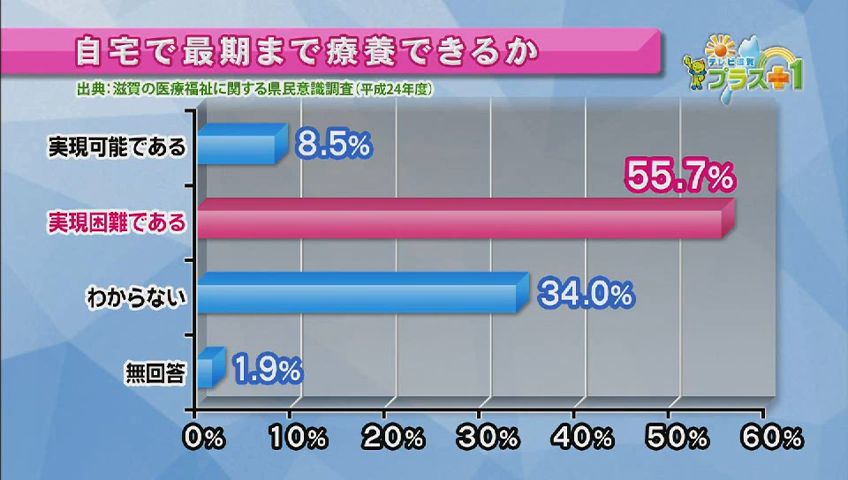 自宅で最期まで療養できるか
テレビ滋賀
プラス+1
出典:滋賀の医療福祉に関する県民意識調査(平成24年度)
実現可能である 8.5%
実現困難である 55.7%
わからない 34.0%
無回答 1.9%
0% 10% 20% 30% 40% 50% 60%